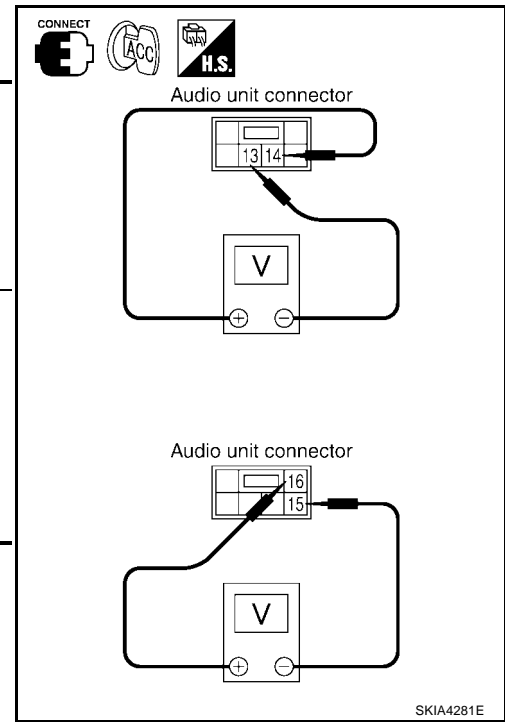 CONNECT
ACC
H.S.
Audio unit connector
13 14
V
+ −
Audio unit connector
16
15
V
+ −
SKIA4281E